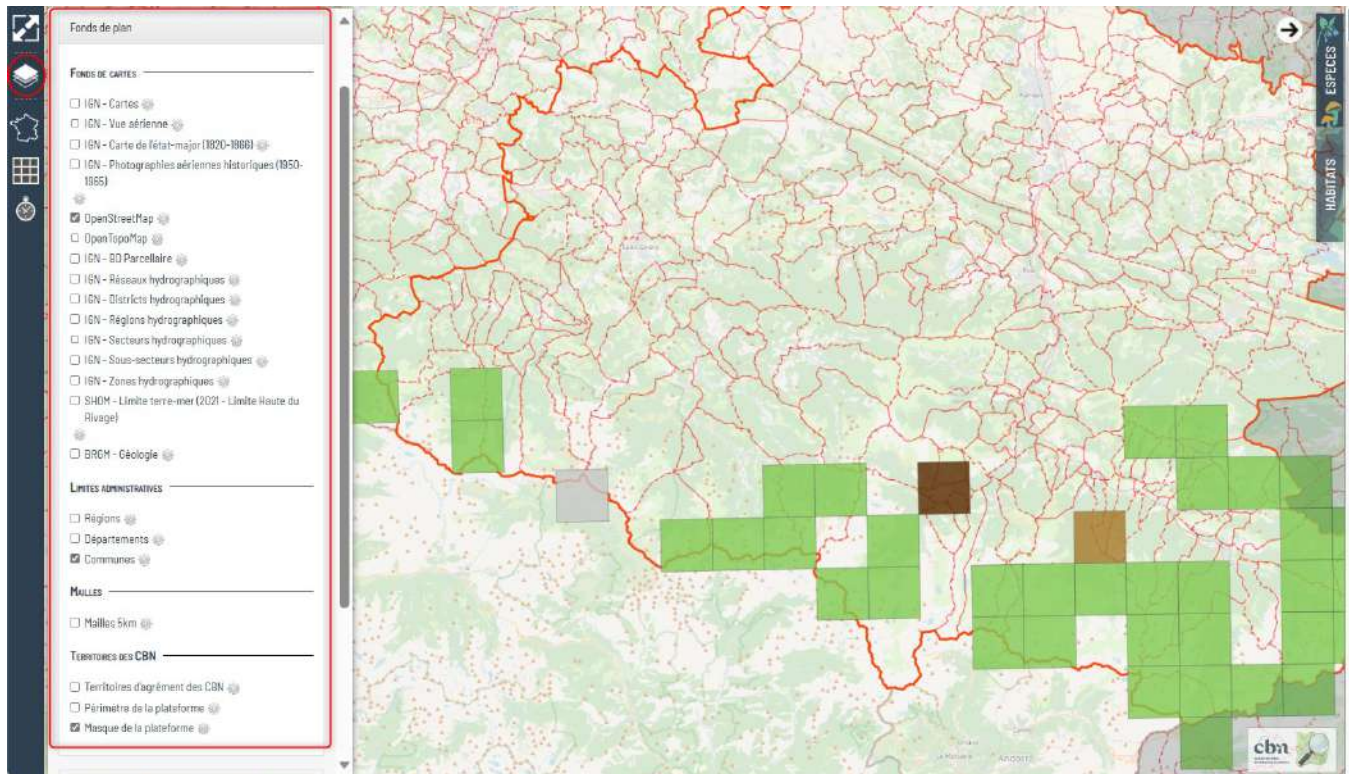 Fonds de plan
FONDS DE CARTES
IGN - Cartes
IGN - Vue aérienne
IGN - Carte de l'état-major (1820-1866)
IGN - Photographies aériennes historiques (1950-
1965)
OpenStreetMap
OpenTopoMap
IGN - BD Parcellaire
IGN - Réseaux hydrographiques
IGN - Districts hydrographiques
IGN - Régions hydrographiques
IGN - Secteurs hydrographiques
IGN - Sous-secteurs hydrographiques
IGN - Zones hydrographiques
SHOM - Limite terre-mer (2021 - Limite Haute du
Rivage)
BRGM - Géologie
LIMITES ADMINISTRATIVES
Régions
Départements
Communes
MAILLES
Mailles 5km
TERRITOIRES DES CBN
Territoires d'agrément des CBN
Périmètre de la plateforme
Masque de la plateforme
ESPECES
HABITATS
Foix
Andorra
cbn